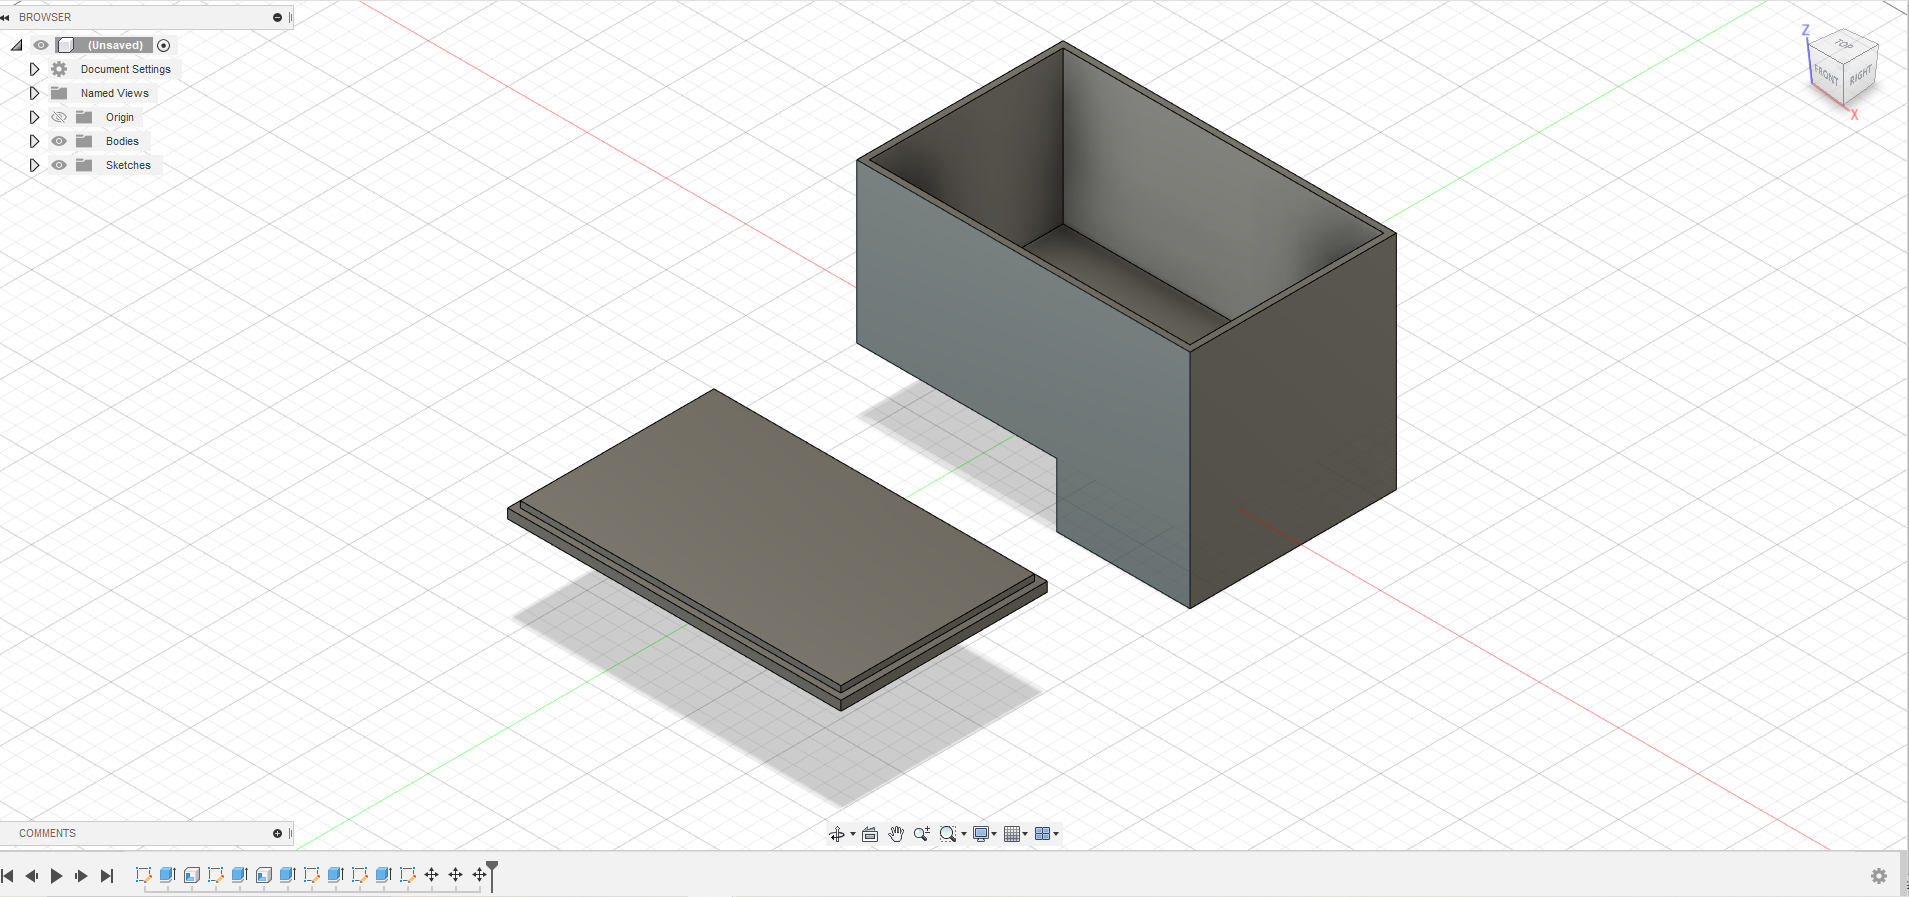 BROWSER
(Unsaved)
Document Settings
Named Views
Origin
Bodies
Sketches
Z
TOP
FRONT
RIGHT
X
COMMENTS